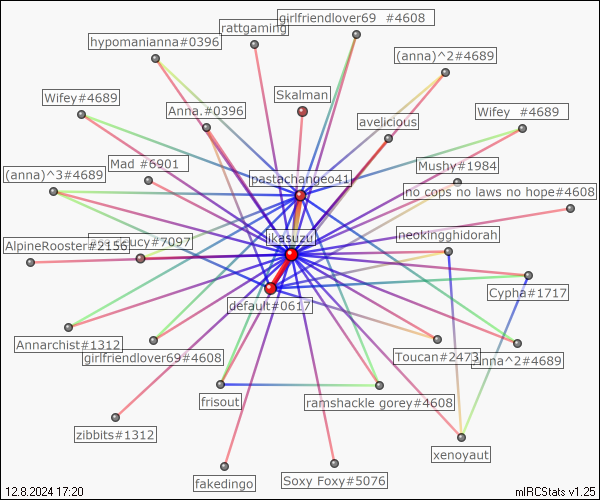 girlfriendlover69 #4608
rattgaming
hypomanianna#0396
(anna)^2#4689
Wifey#4689
Skalman
Anna.#0396
Wifey #4689
avelicious
Mad #6901
Mushy#1984
(anna)^3#4689
pastachangeo41
no cops no laws no hope#4608
neokingghidorah
ikasuzu
AlpineRooster#2156
Lucy#7097
Cypha#1717
default#0617
Annarchist#1312
girlfriendlover69#4608
Toucan#2473
anna^2#4689
frisout
ramshackle gorey#4608
zibbits#1312
xenoyaut
fakedingo
Soxy Foxy#5076
12.8.2024 17:20
mIRCStats v1.25